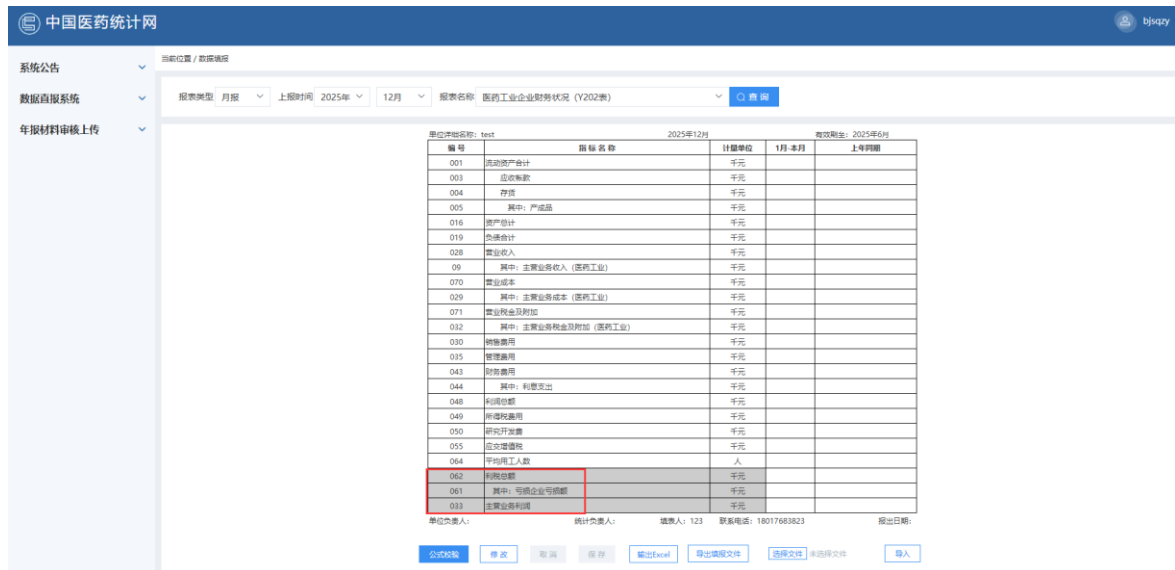 中国医药统计网
bjsqzy
系统公告
数据直报系统
年报材料审核上传
当前位置 / 数据填报
报表类型 月报 上报时间 2025年 12月 报表名称 医药工业企业财务状况（Y202表） 查 询
单位详细名称：test 2025年12月 有效期至：2025年6月
编 号 指 标 名 称 计量单位 1月-本月 上年同期
001 流动资产合计 千元
003 应收帐款 千元
004 存货 千元
005 其中：产成品 千元
016 资产总计 千元
019 负债合计 千元
028 营业收入 千元
09 其中：主营业务收入（医药工业） 千元
070 营业成本 千元
029 其中：主营业务成本（医药工业） 千元
071 营业税金及附加 千元
032 其中：主营业务税金及附加（医药工业） 千元
030 销售费用 千元
035 管理费用 千元
043 财务费用 千元
044 其中：利息支出 千元
048 利润总额 千元
049 所得税费用 千元
050 研究开发费 千元
055 应交增值税 千元
064 平均用工人数 人
062 利税总额 千元
061 其中：亏损企业亏损额 千元
033 主营业务利润 千元
单位负责人： 统计负责人： 填表人：123 联系电话：18017683823 报出日期：
公式校验 修 改 取 消 保 存 输出Excel 导出填报文件 选择文件 未选择文件 导入